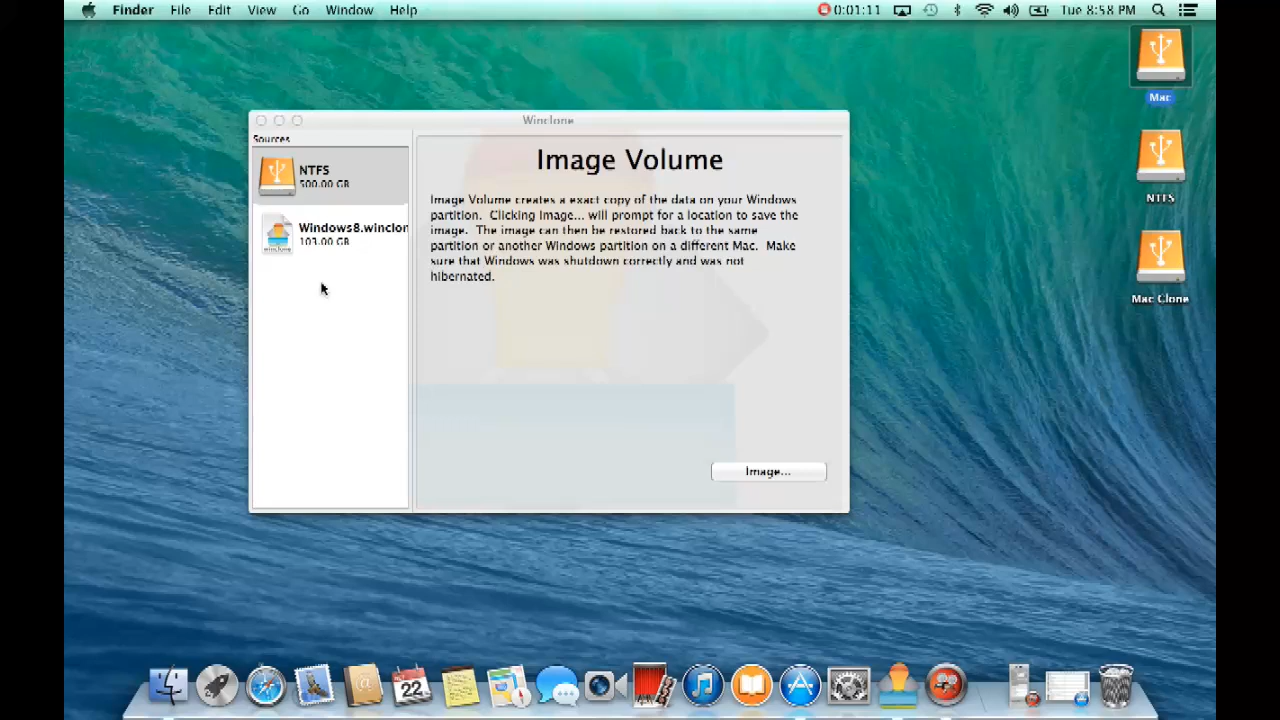 Finder File Edit View Go Window Help 0:01:11 Tue 8:58 PM
Mac
NTFS
Mac Clone
Winclone
Sources
NTFS
500.00 GB
Windows8.winclon
103.00 GB
winclone
Image Volume
Image Volume creates a exact copy of the data on your Windows
partition. Clicking Image... will prompt for a location to save the
image. The image can then be restored back to the same
partition or another Windows partition on a different Mac. Make
sure that Windows was shutdown correctly and was not
hibernated.
Image...
22